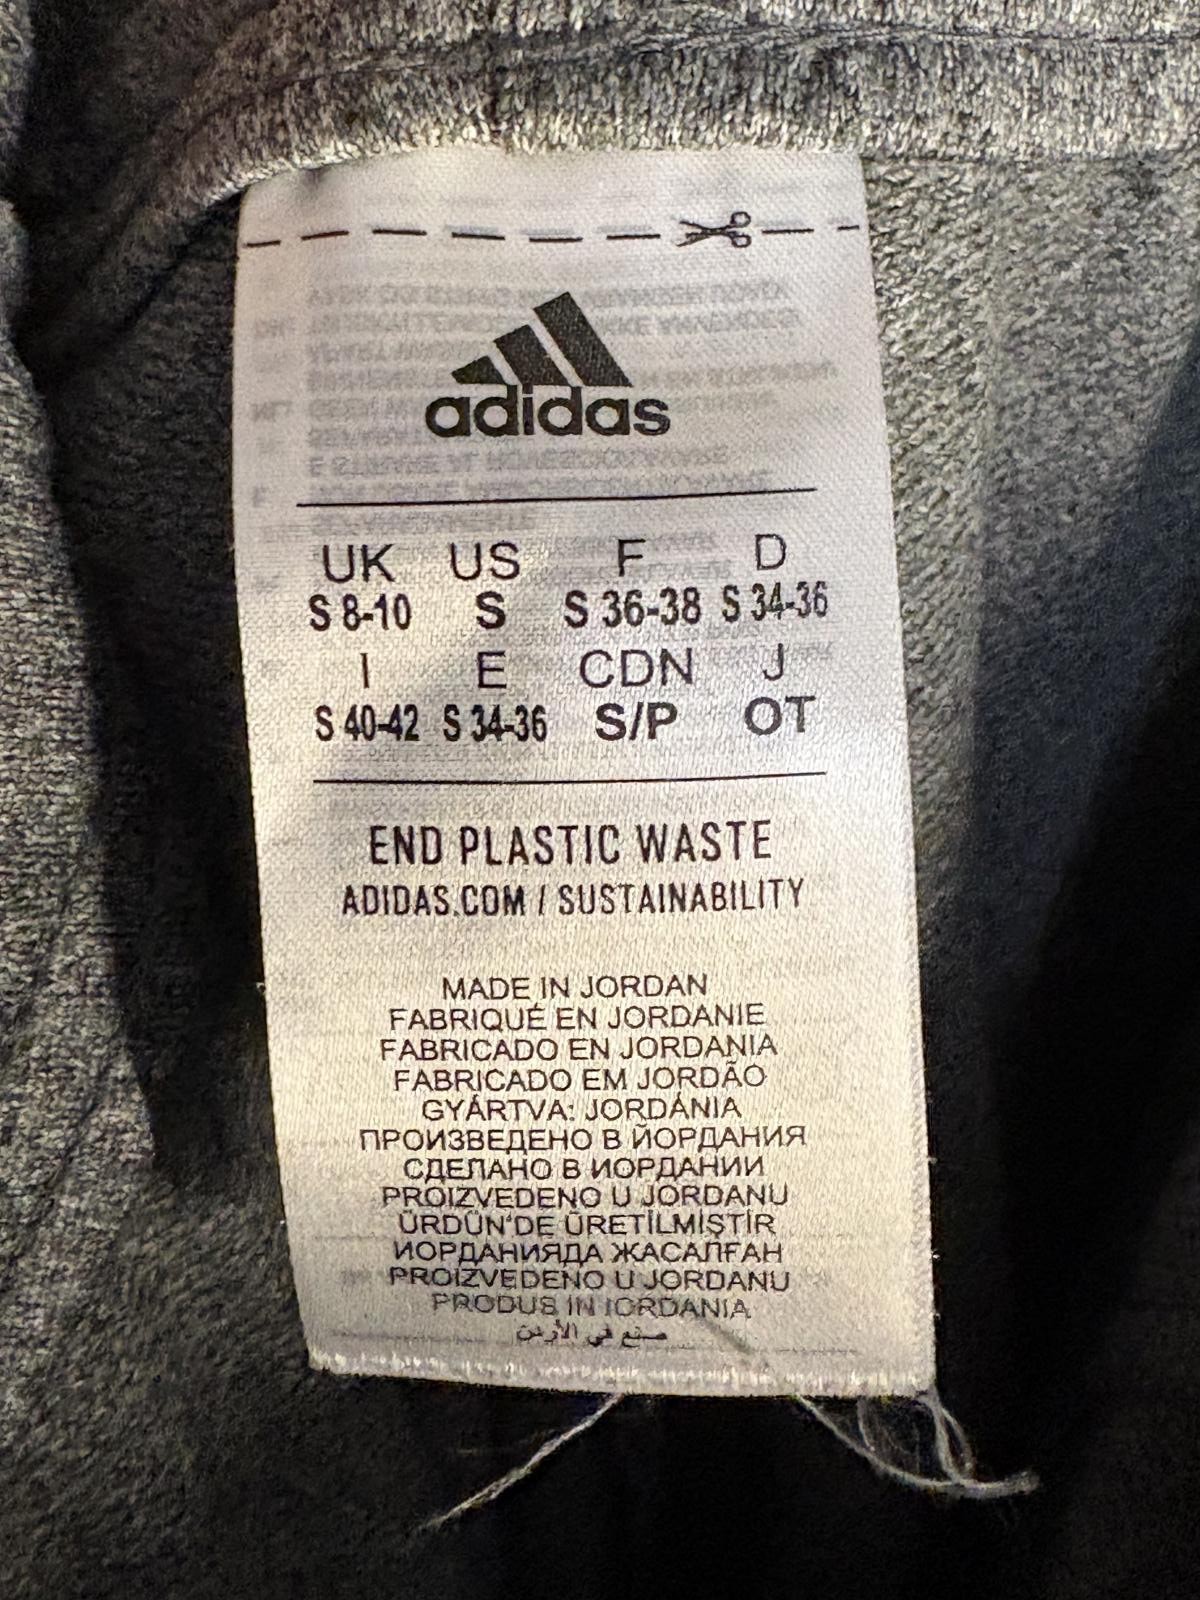 adidas
UK US F D
S 8-10 S S 36-38 S 34-36
I E CDN J
S 40-42 S 34-36 S/P OT
END PLASTIC WASTE
ADIDAS.COM / SUSTAINABILITY
MADE IN JORDAN
FABRIQUÉ EN JORDANIE
FABRICADO EN JORDANIA
FABRICADO EM JORDÃO
GYÁRTVA: JORDÁNIA
ПРОИЗВЕДЕНО В ЙОРДАНИЯ
СДЕЛАНО В ИОРДАНИИ
PROIZVEDENO U JORDANU
ÜRDÜN'DE ÜRETİLMİŞTİR
ИОРДАНИЯДА ЖАСАЛҒАН
PROIZVEDENO U JORDANU
PRODUS IN IORDANIA
صنع في الأردن